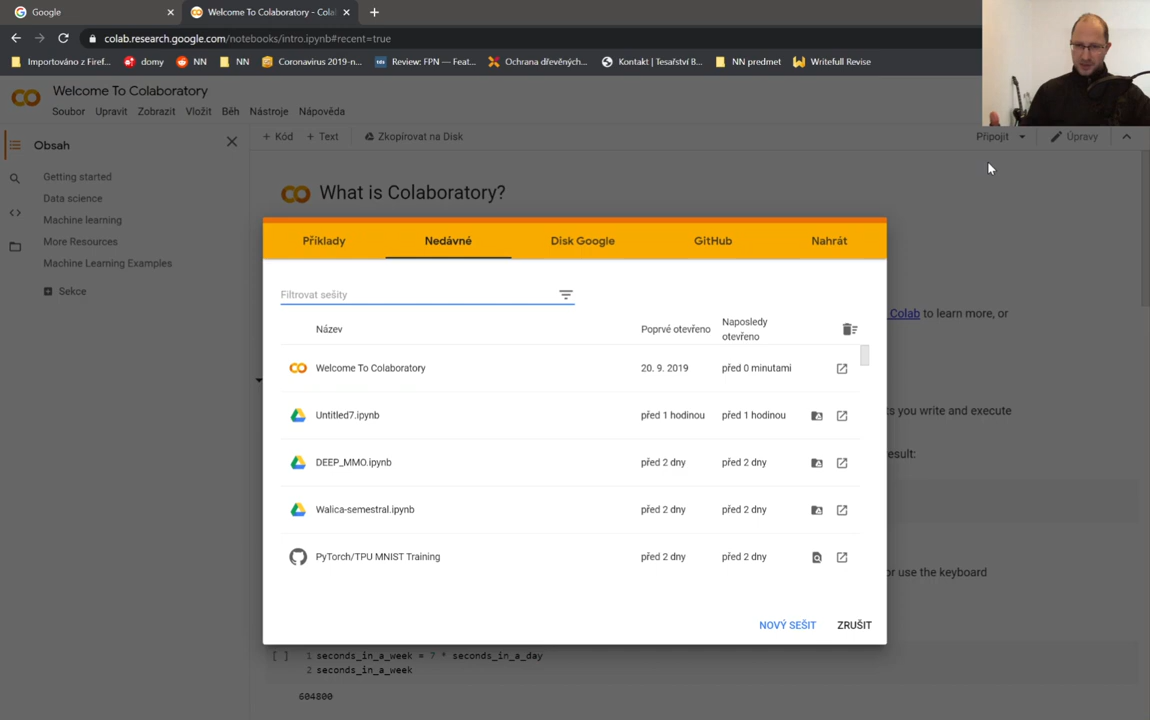 Google
Welcome To Colaboratory - Cola
colab.research.google.com/notebooks/intro.ipynb#recent=true
Importováno z Firef...
domy
NN
NN
Coronavirus 2019-n...
Review: FPN — Feat...
Ochrana dřevěných...
Kontakt | Tesařství B...
NN predmet
Writefull Revise
Welcome To Colaboratory
Soubor Upravit Zobrazit Vložit Běh Nástroje Nápověda
Obsah
+ Kód + Text Zkopírovat na Disk
Připojit Úpravy
Getting started
Data science
Machine learning
More Resources
Machine Learning Examples
Sekce
What is Colaboratory?
Colab to learn more, or
ts you write and execute
esult:
or use the keyboard
Příklady Nedávné Disk Google GitHub Nahrát
Filtrovat sešity
Název Poprvé otevřeno Naposledy
otevřeno
Welcome To Colaboratory 20. 9. 2019 před 0 minutami
Untitled7.ipynb před 1 hodinou před 1 hodinou
DEEP_MMO.ipynb před 2 dny před 2 dny
Walica-semestral.ipynb před 2 dny před 2 dny
PyTorch/TPU MNIST Training před 2 dny před 2 dny
NOVÝ SEŠIT ZRUŠIT
[ ] 1 seconds_in_a_week = 7 * seconds_in_a_day
2 seconds_in_a_week
604800